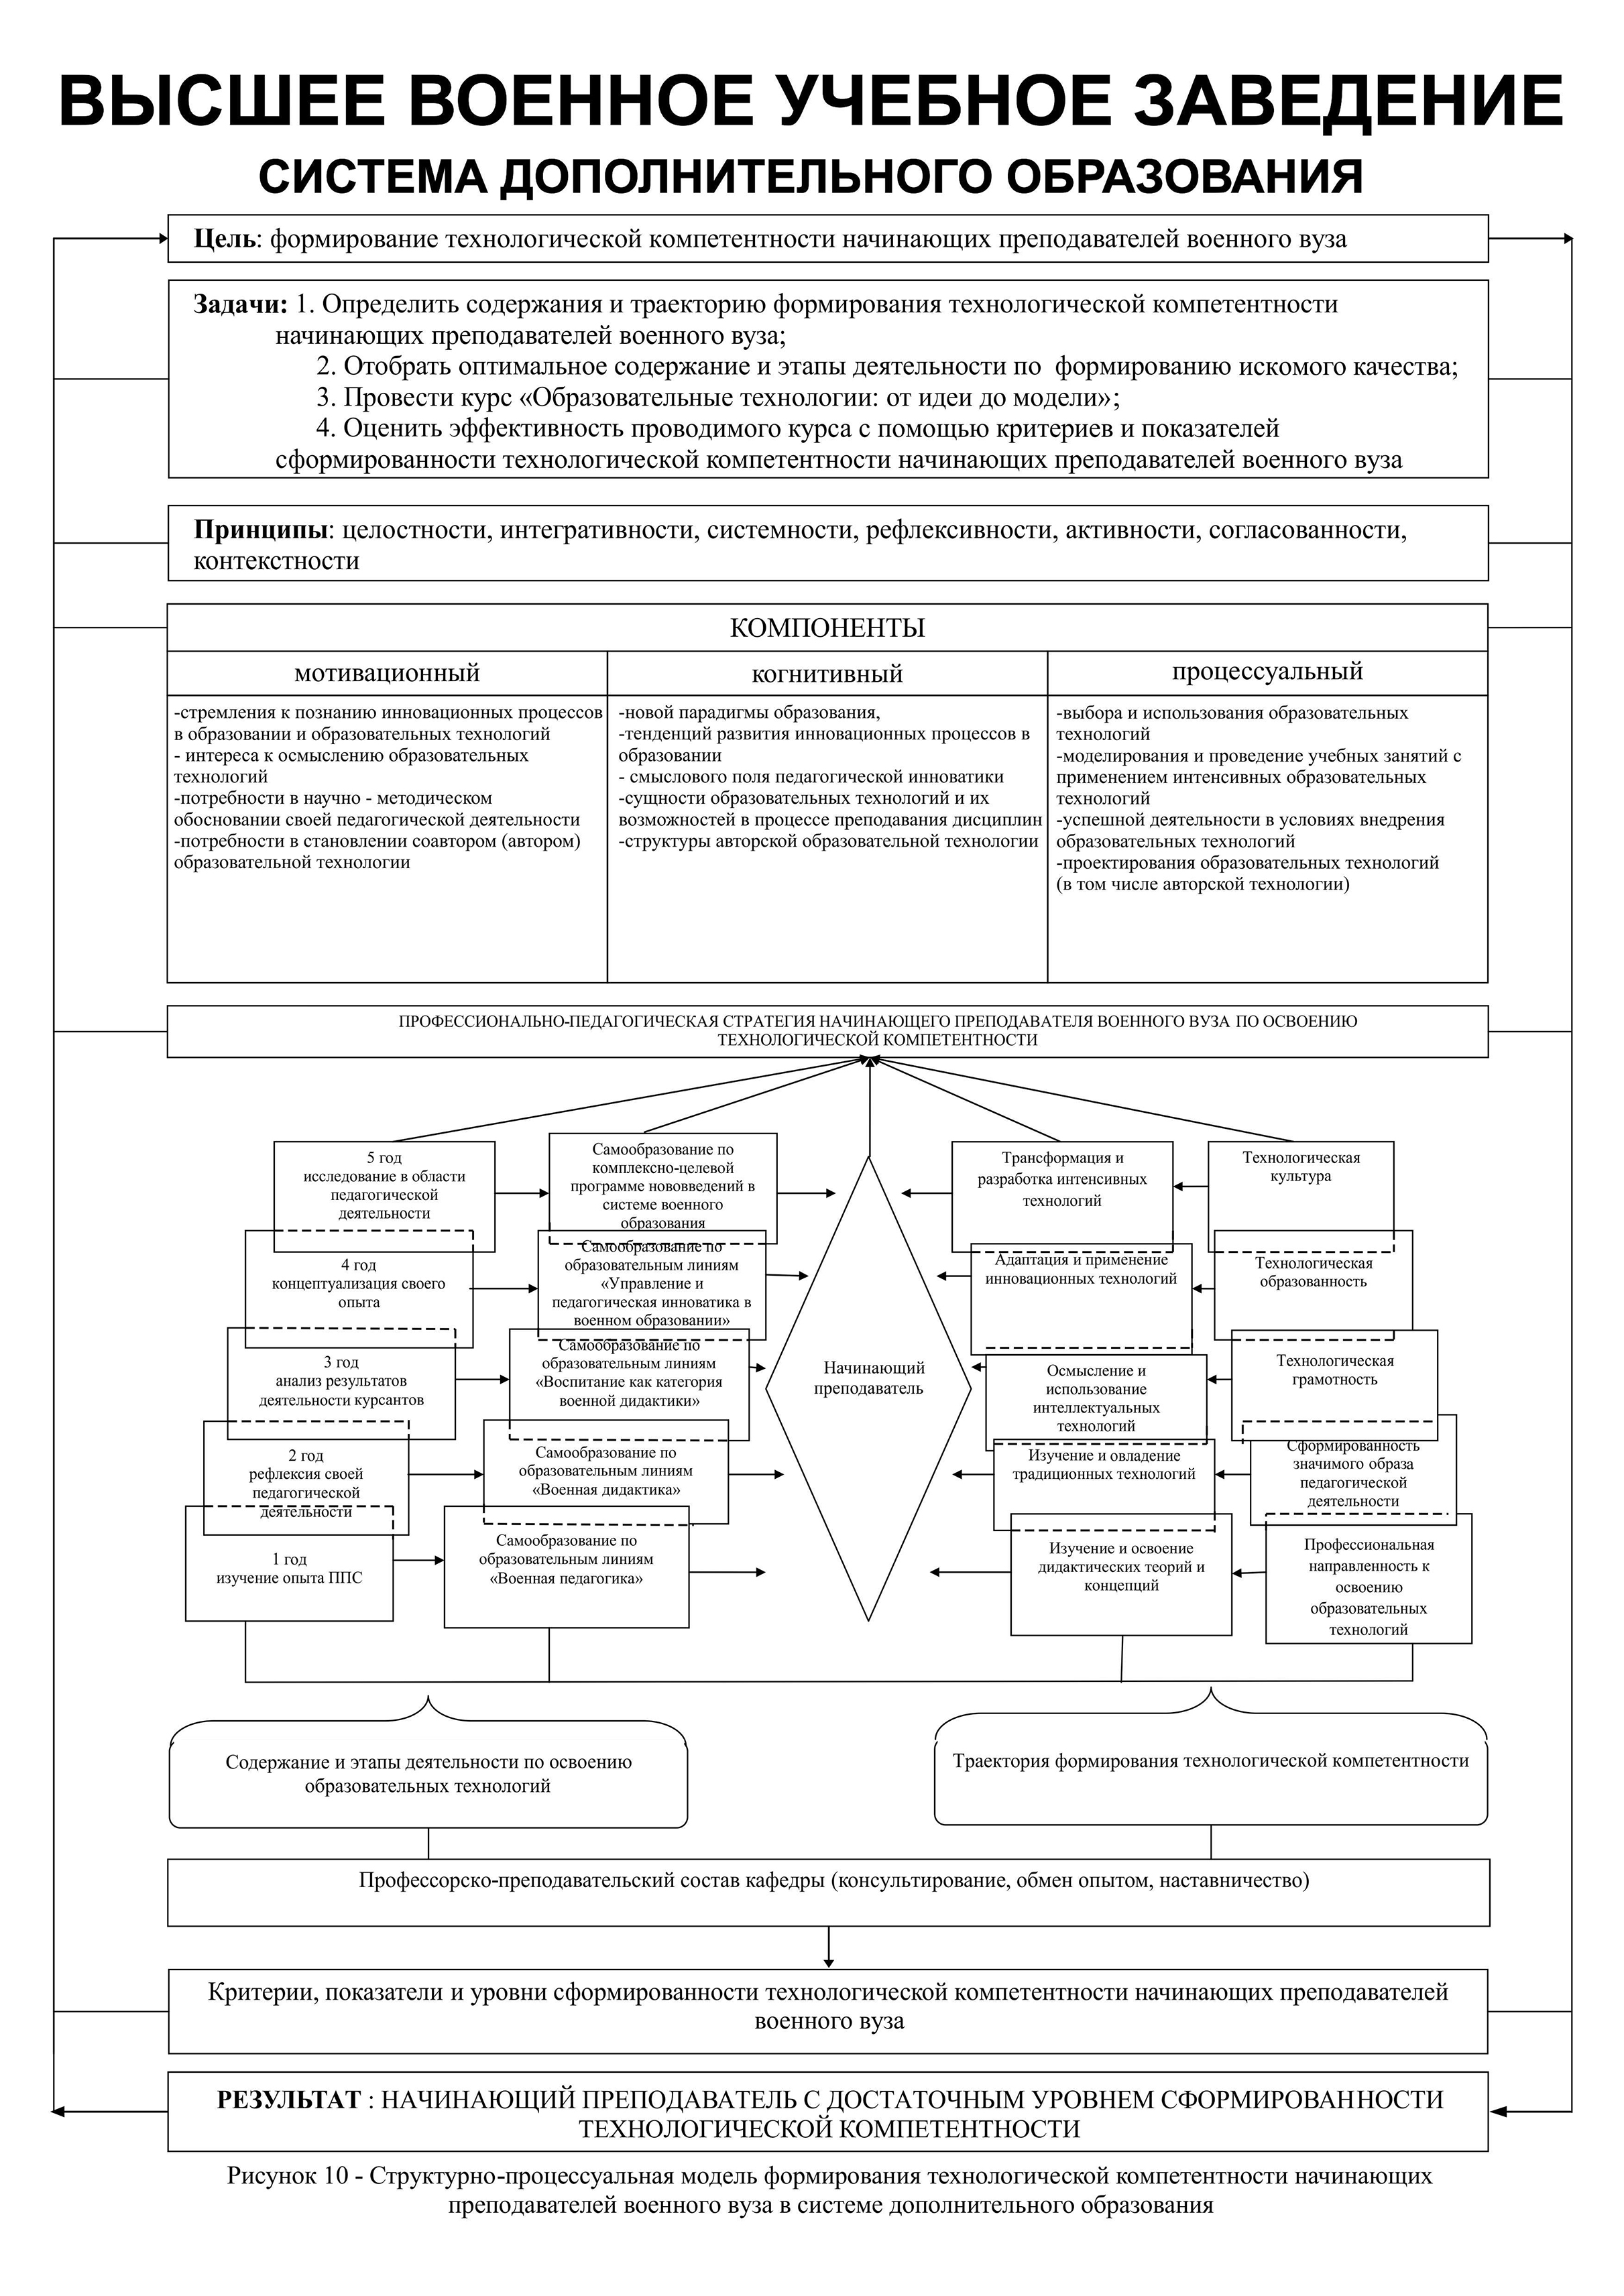 ВЫСШЕЕ ВОЕННОЕ УЧЕБНОЕ ЗАВЕДЕНИЕ
СИСТЕМА ДОПОЛНИТЕЛЬНОГО ОБРАЗОВАНИЯ
Цель: формирование технологической компетентности начинающих преподавателей военного вуза
Задачи: 1. Определить содержания и траекторию формирования технологической компетентности
начинающих преподавателей военного вуза;
2. Отобрать оптимальное содержание и этапы деятельности по формированию искомого качества;
3. Провести курс «Образовательные технологии: от идеи до модели»;
4. Оценить эффективность проводимого курса с помощью критериев и показателей
сформированности технологической компетентности начинающих преподавателей военного вуза
Принципы: целостности, интегративности, системности, рефлексивности, активности, согласованности,
контекстности
КОМПОНЕНТЫ
мотивационный
-стремления к познанию инновационных процессов
в образовании и образовательных технологий
- интереса к осмыслению образовательных
технологий
-потребности в научно - методическом
обосновании своей педагогической деятельности
-потребности в становлении соавтором (автором)
образовательной технологии
когнитивный
-новой парадигмы образования,
-тенденций развития инновационных процессов в
образовании
- смыслового поля педагогической инноватики
-сущности образовательных технологий и их
возможностей в процессе преподавания дисциплин
-структуры авторской образовательной технологии
процессуальный
-выбора и использования образовательных
технологий
-моделирования и проведение учебных занятий с
применением интенсивных образовательных
технологий
-успешной деятельности в условиях внедрения
образовательных технологий
-проектирования образовательных технологий
(в том числе авторской технологии)
ПРОФЕССИОНАЛЬНО-ПЕДАГОГИЧЕСКАЯ СТРАТЕГИЯ НАЧИНАЮЩЕГО ПРЕПОДАВАТЕЛЯ ВОЕННОГО ВУЗА ПО ОСВОЕНИЮ
ТЕХНОЛОГИЧЕСКОЙ КОМПЕТЕНТНОСТИ
5 год
исследование в области
педагогической
деятельности
Самообразование по
комплексно-целевой
программе нововведений в
системе военного
образования
Трансформация и
разработка интенсивных
технологий
Технологическая
культура
4 год
концептуализация своего
опыта
Самообразование по
образовательным линиям
«Управление и
педагогическая инноватика в
военном образовании»
Адаптация и применение
инновационных технологий
Технологическая
образованность
3 год
анализ результатов
деятельности курсантов
Самообразование по
образовательным линиям
«Воспитание как категория
военной дидактики»
Начинающий
преподаватель
Осмысление и
использование
интеллектуальных
технологий
Технологическая
грамотность
2 год
рефлексия своей
педагогической
деятельности
Самообразование по
образовательным линиям
«Военная дидактика»
Изучение и овладение
традиционных технологий
Сформированность
значимого образа
педагогической
деятельности
1 год
изучение опыта ППС
Самообразование по
образовательным линиям
«Военная педагогика»
Изучение и освоение
дидактических теорий и
концепций
Профессиональная
направленность к
освоению
образовательных
технологий
Содержание и этапы деятельности по освоению
образовательных технологий
Траектория формирования технологической компетентности
Профессорско-преподавательский состав кафедры (консультирование, обмен опытом, наставничество)
Критерии, показатели и уровни сформированности технологической компетентности начинающих преподавателей
военного вуза
РЕЗУЛЬТАТ : НАЧИНАЮЩИЙ ПРЕПОДАВАТЕЛЬ С ДОСТАТОЧНЫМ УРОВНЕМ СФОРМИРОВАННОСТИ
ТЕХНОЛОГИЧЕСКОЙ КОМПЕТЕНТНОСТИ
Рисунок 10 - Структурно-процессуальная модель формирования технологической компетентности начинающих
преподавателей военного вуза в системе дополнительного образования